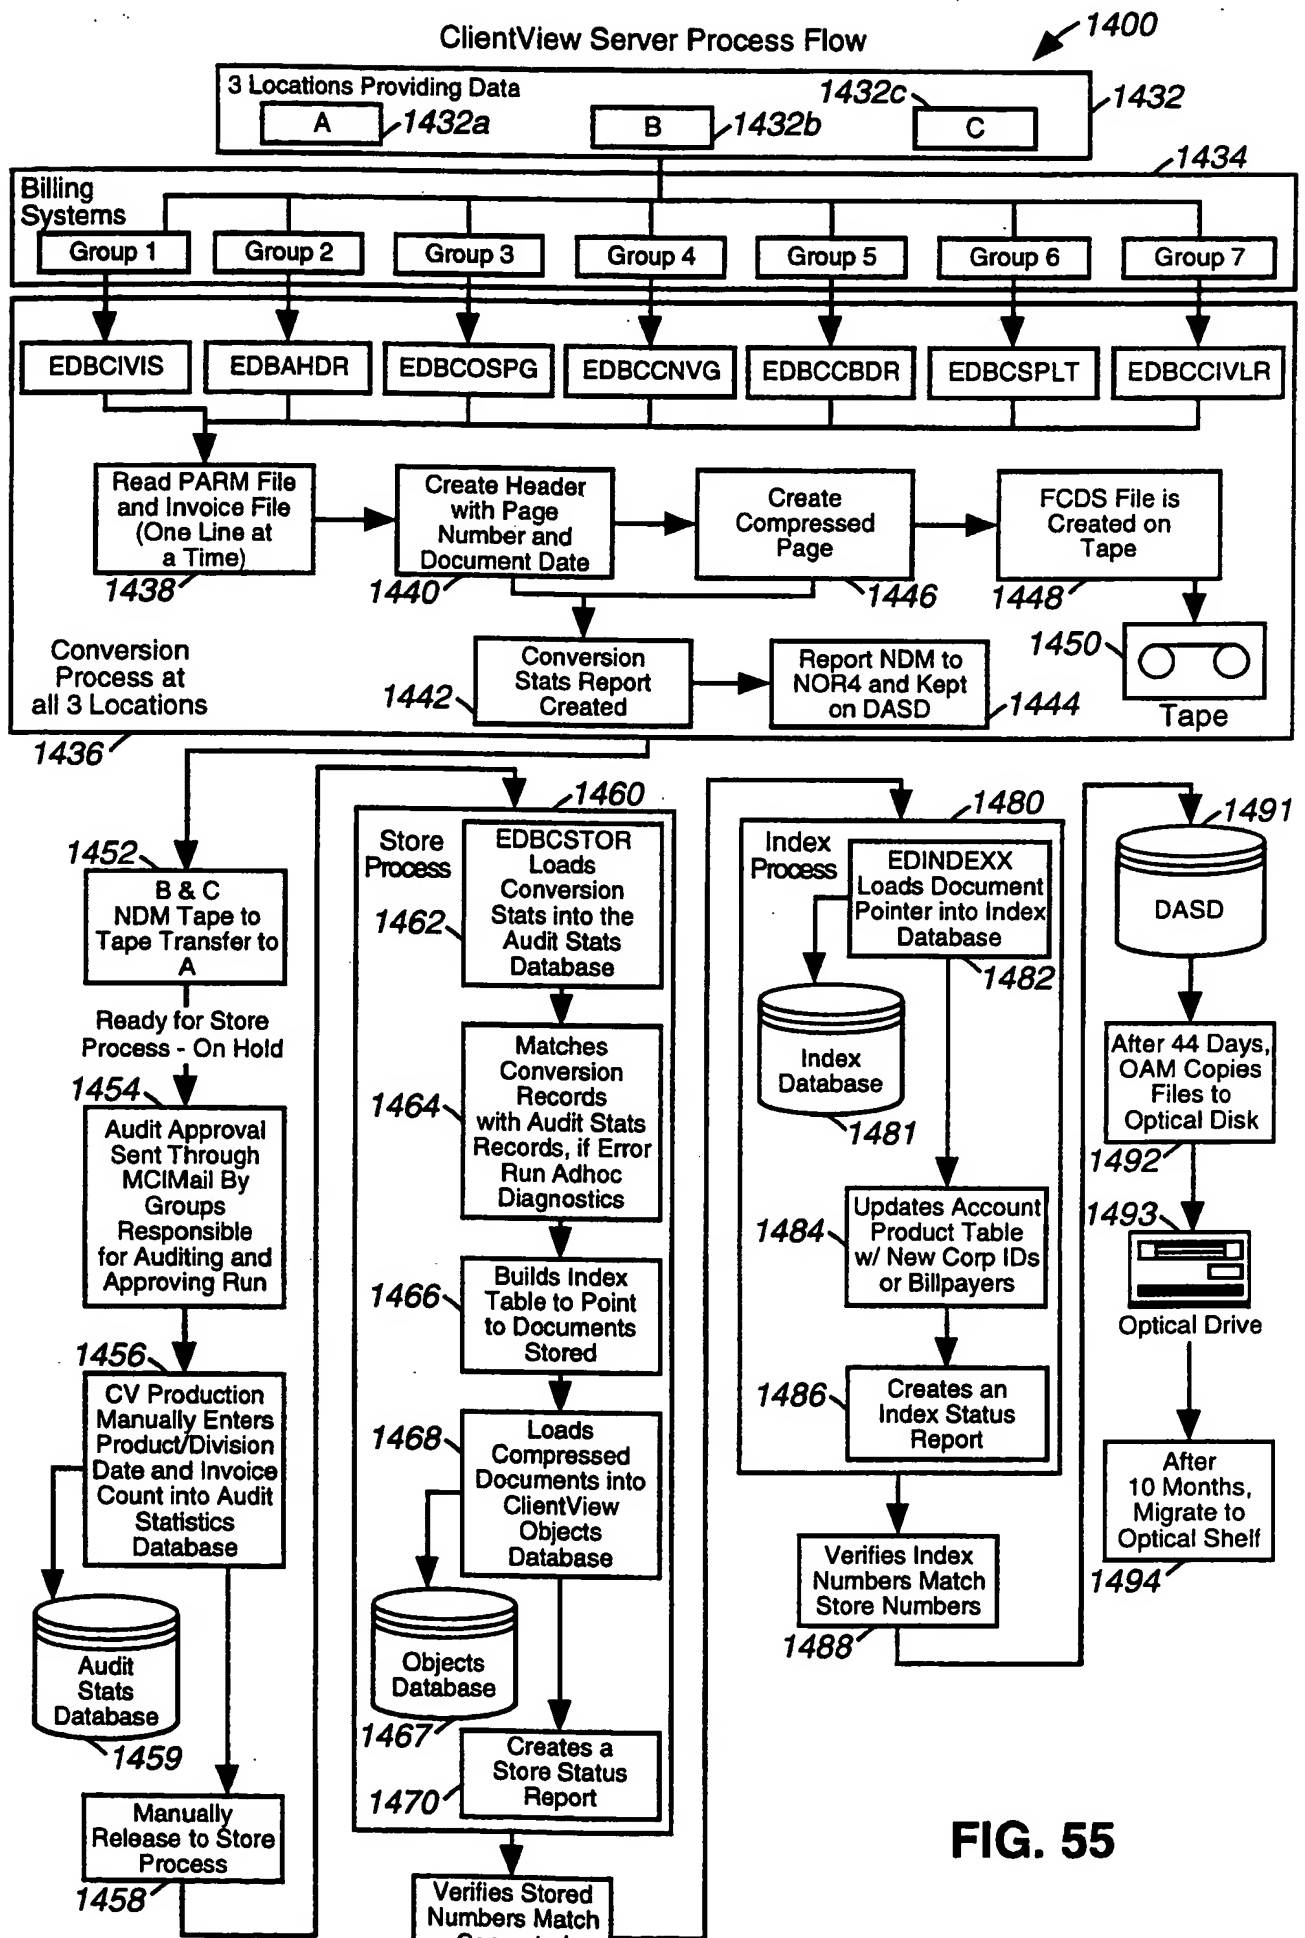 ClientView Server Process Flow
1400
3 Locations Providing Data
1432
A
1432a
B
1432b
C
1432c
1434
Billing
Systems
Group 1
Group 2
Group 3
Group 4
Group 5
Group 6
Group 7
EDBCIVIS
EDBAHDR
EDBCOSPG
EDBCCNVG
EDBCCBDR
EDBCSPLT
EDBCCIVLR
Read PARM File
and Invoice File
(One Line at
a Time)
1438
Create Header
with Page
Number and
Document Date
1440
Create
Compressed
Page
1446
FCDS File is
Created on
Tape
1448
1450
Tape
Conversion
Process at
all 3 Locations
1436
Conversion
Stats Report
Created
1442
Report NDM to
NOR4 and Kept
on DASD
1444
1452
B & C
NDM Tape to
Tape Transfer to
A
Ready for Store
Process - On Hold
1454
Audit Approval
Sent Through
MCIMail By
Groups
Responsible
for Auditing and
Approving Run
1456
CV Production
Manually Enters
Product/Division
Date and Invoice
Count into Audit
Statistics
Database
Audit
Stats
Database
1459
Manually
Release to Store
Process
1458
1460
Store
Process
EDBCSTOR
Loads
Conversion
Stats into the
Audit Stats
Database
1462
Matches
Conversion
Records
with Audit Stats
Records, if Error
Run Adhoc
Diagnostics
1464
Builds Index
Table to Point
to Documents
Stored
1466
Loads
Compressed
Documents into
ClientView
Objects
Database
1468
Objects
Database
1467
Creates a
Store Status
Report
1470
Verifies Stored
Numbers Match
1480
Index
Process
EDINDEXX
Loads Document
Pointer into Index
Database
1482
Index
Database
1481
Updates Account
Product Table
w/ New Corp IDs
or Billpayers
1484
Creates an
Index Status
Report
1486
Verifies Index
Numbers Match
Store Numbers
1488
1491
DASD
After 44 Days,
OAM Copies
Files to
Optical Disk
1492
1493
Optical Drive
After
10 Months,
Migrate to
Optical Shelf
1494
FIG. 55